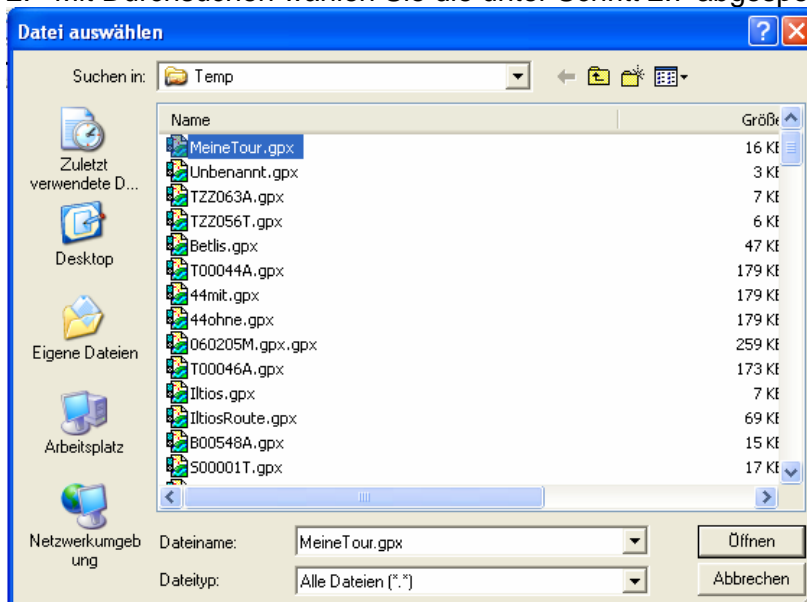 Datei auswählen
Suchen in: Temp
Zuletzt
verwendete D...
Desktop
Eigene Dateien
Arbeitsplatz
Netzwerkumgeb
ung
Name Größe
MeineTour.gpx 16 KB
Unbenannt.gpx 3 KB
TZZ063A.gpx 7 KB
TZZ056T.gpx 6 KB
Betlis.gpx 47 KB
T00044A.gpx 179 KB
44mit.gpx 179 KB
44ohne.gpx 179 KB
060205M.gpx.gpx 259 KB
T00046A.gpx 173 KB
Iltios.gpx 7 KB
IltiosRoute.gpx 69 KB
B00548A.gpx 15 KB
S00001T.gpx 17 KB
Dateiname: MeineTour.gpx Öffnen
Dateityp: Alle Dateien (*.*) Abbrechen